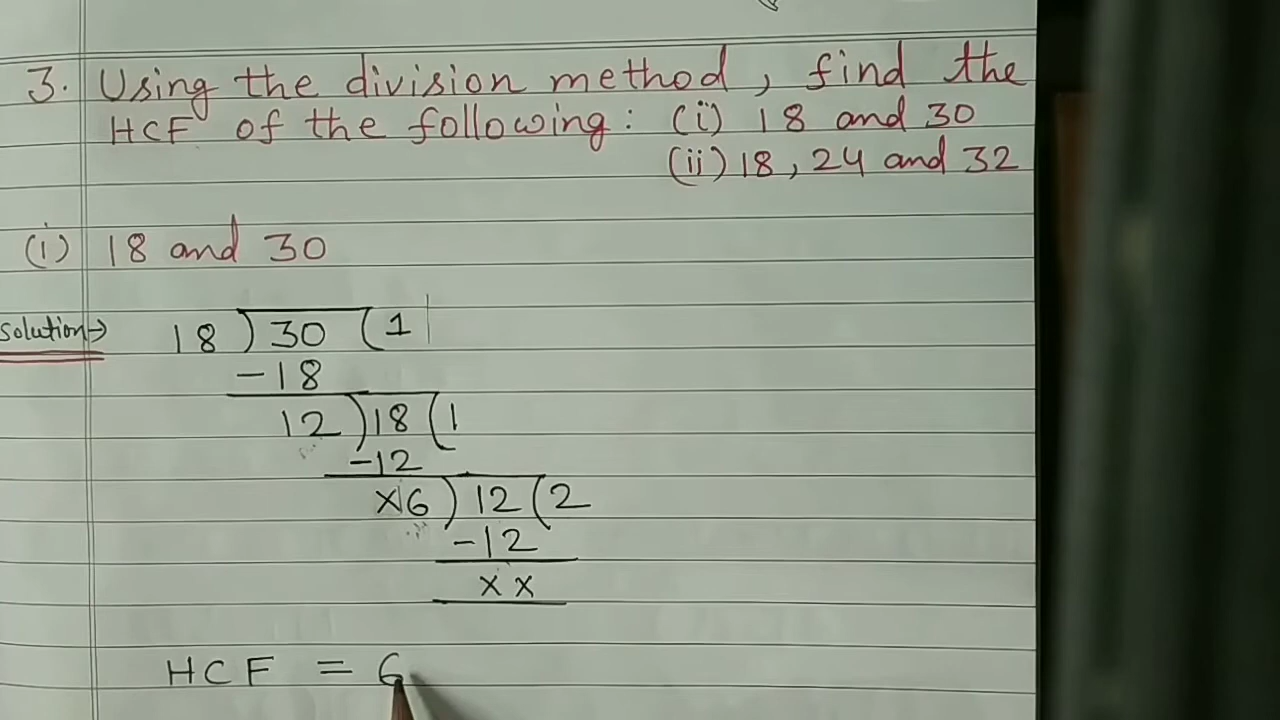 3. Using the division method, find the
HCF of the following: (i) 18 and 30
(ii) 18, 24 and 32
(i) 18 and 30
Solution→ 18 ) 30 ( 1
-18
12 ) 18 ( 1
-12
×6 ) 12 ( 2
-12
××
HCF = 6